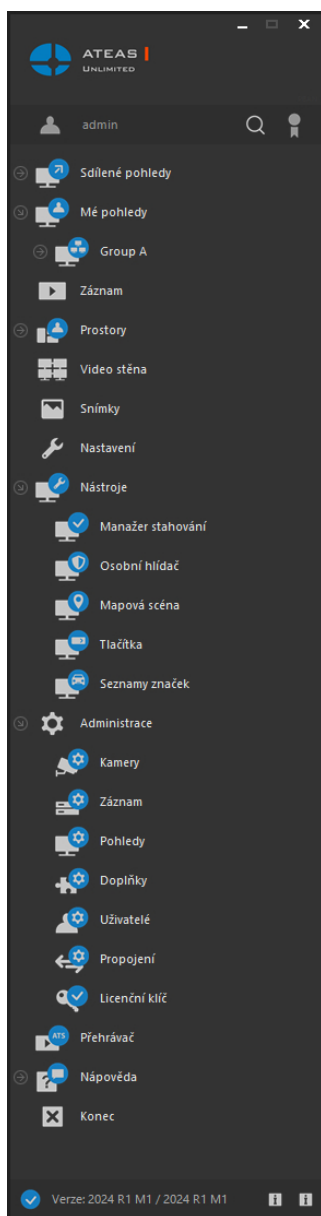 ATEAS
UNLIMITED
admin
Sdílené pohledy
Mé pohledy
Group A
Záznam
Prostory
Video stěna
Snímky
Nastavení
Nástroje
Manažer stahování
Osobní hlídač
Mapová scéna
Tlačítka
Seznamy značek
Administrace
Kamery
Záznam
Pohledy
Doplňky
Uživatelé
Propojení
Licenční klíč
ATS
Přehrávač
Nápověda
Konec
Verze: 2024 R1 M1 / 2024 R1 M1